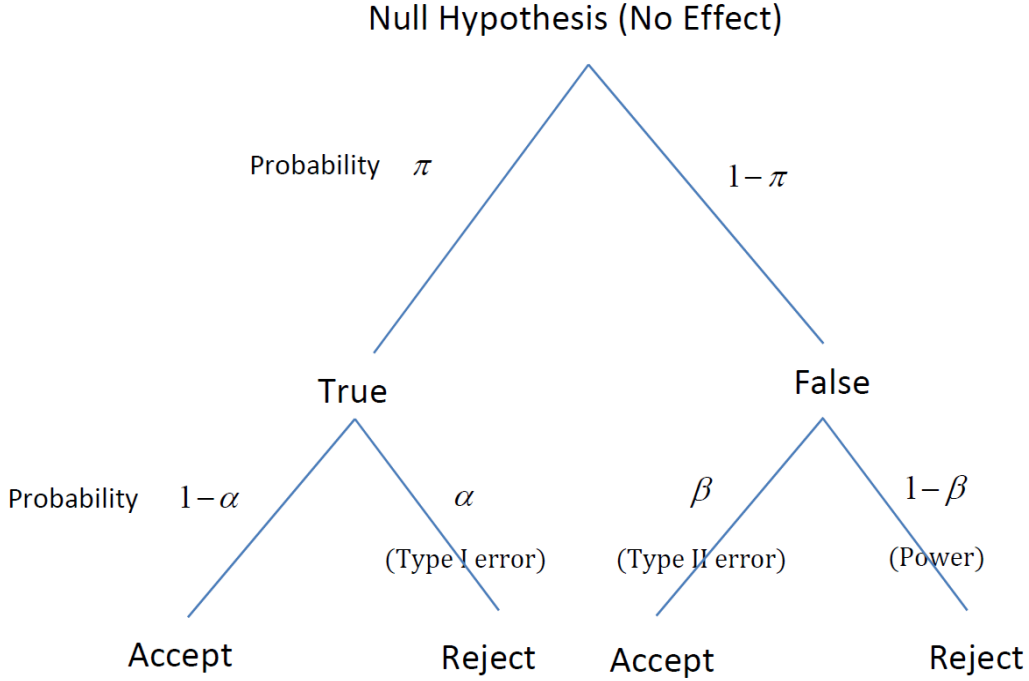 Null Hypothesis (No Effect)
Probability π
1 − π
True
False
Probability 1 − α
α
β
1 − β
(Type I error)
(Type II error)
(Power)
Accept
Reject
Accept
Reject